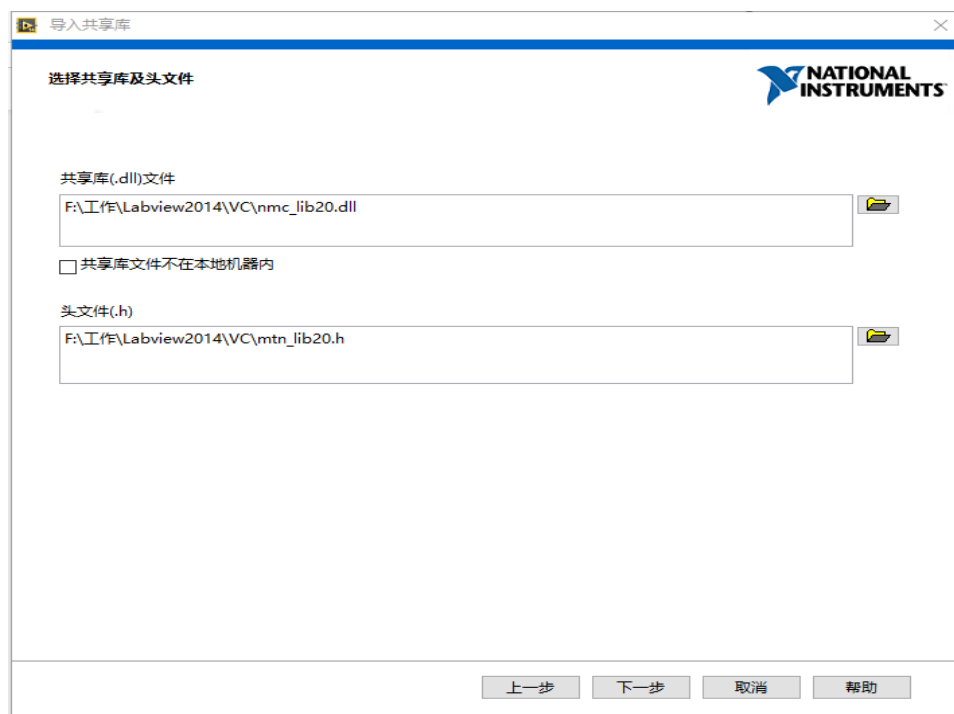 导入共享库
选择共享库及头文件
NATIONAL
INSTRUMENTS
共享库(.dll)文件
F:\工作\Labview2014\VC\nmc_lib20.dll
共享库文件不在本地机器内
头文件(.h)
F:\工作\Labview2014\VC\mtn_lib20.h
上一步 下一步 取消 帮助